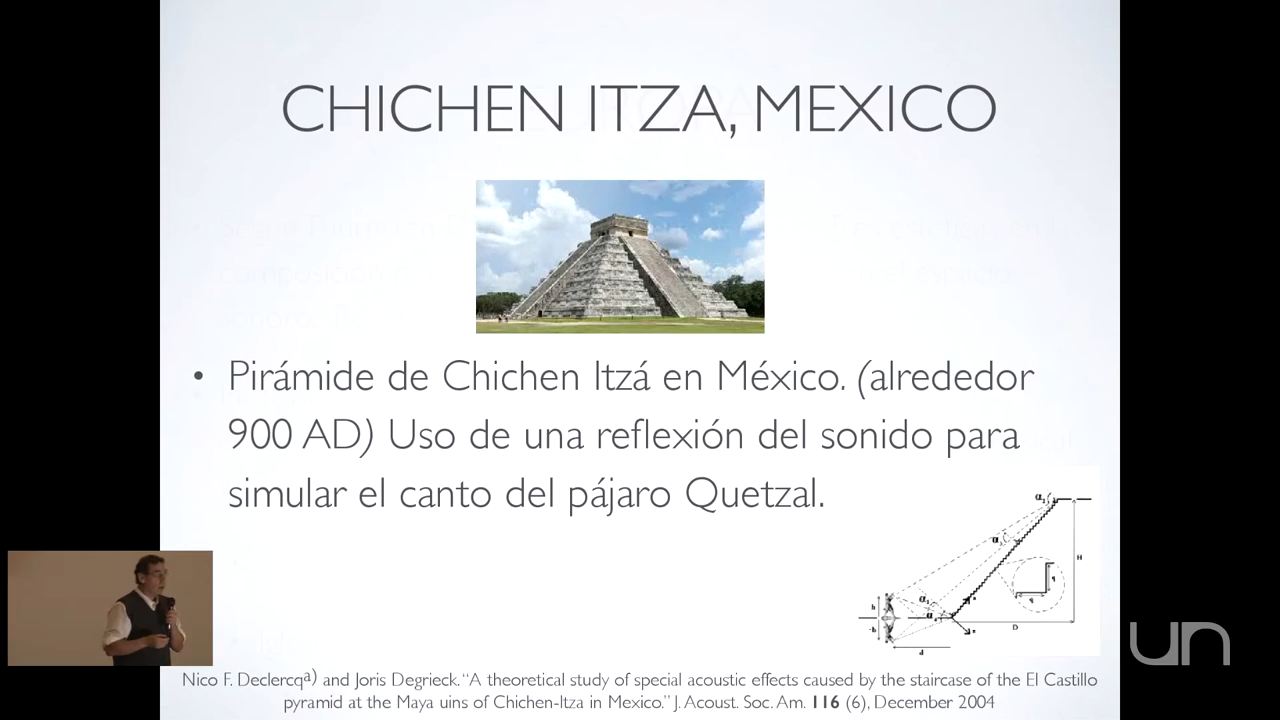 CHICHEN ITZA, MEXICO
• Pirámide de Chichen Itzá en México. (alrededor
900 AD) Uso de una reflexión del sonido para
simular el canto del pájaro Quetzal.
H
D
d
h
-h
q
q
un
Nico F. Declercqa) and Joris Degrieck. “A theoretical study of special acoustic effects caused by the staircase of the El Castillo
pyramid at the Maya uins of Chichen-Itza in Mexico.” J. Acoust. Soc. Am. 116 (6), December 2004